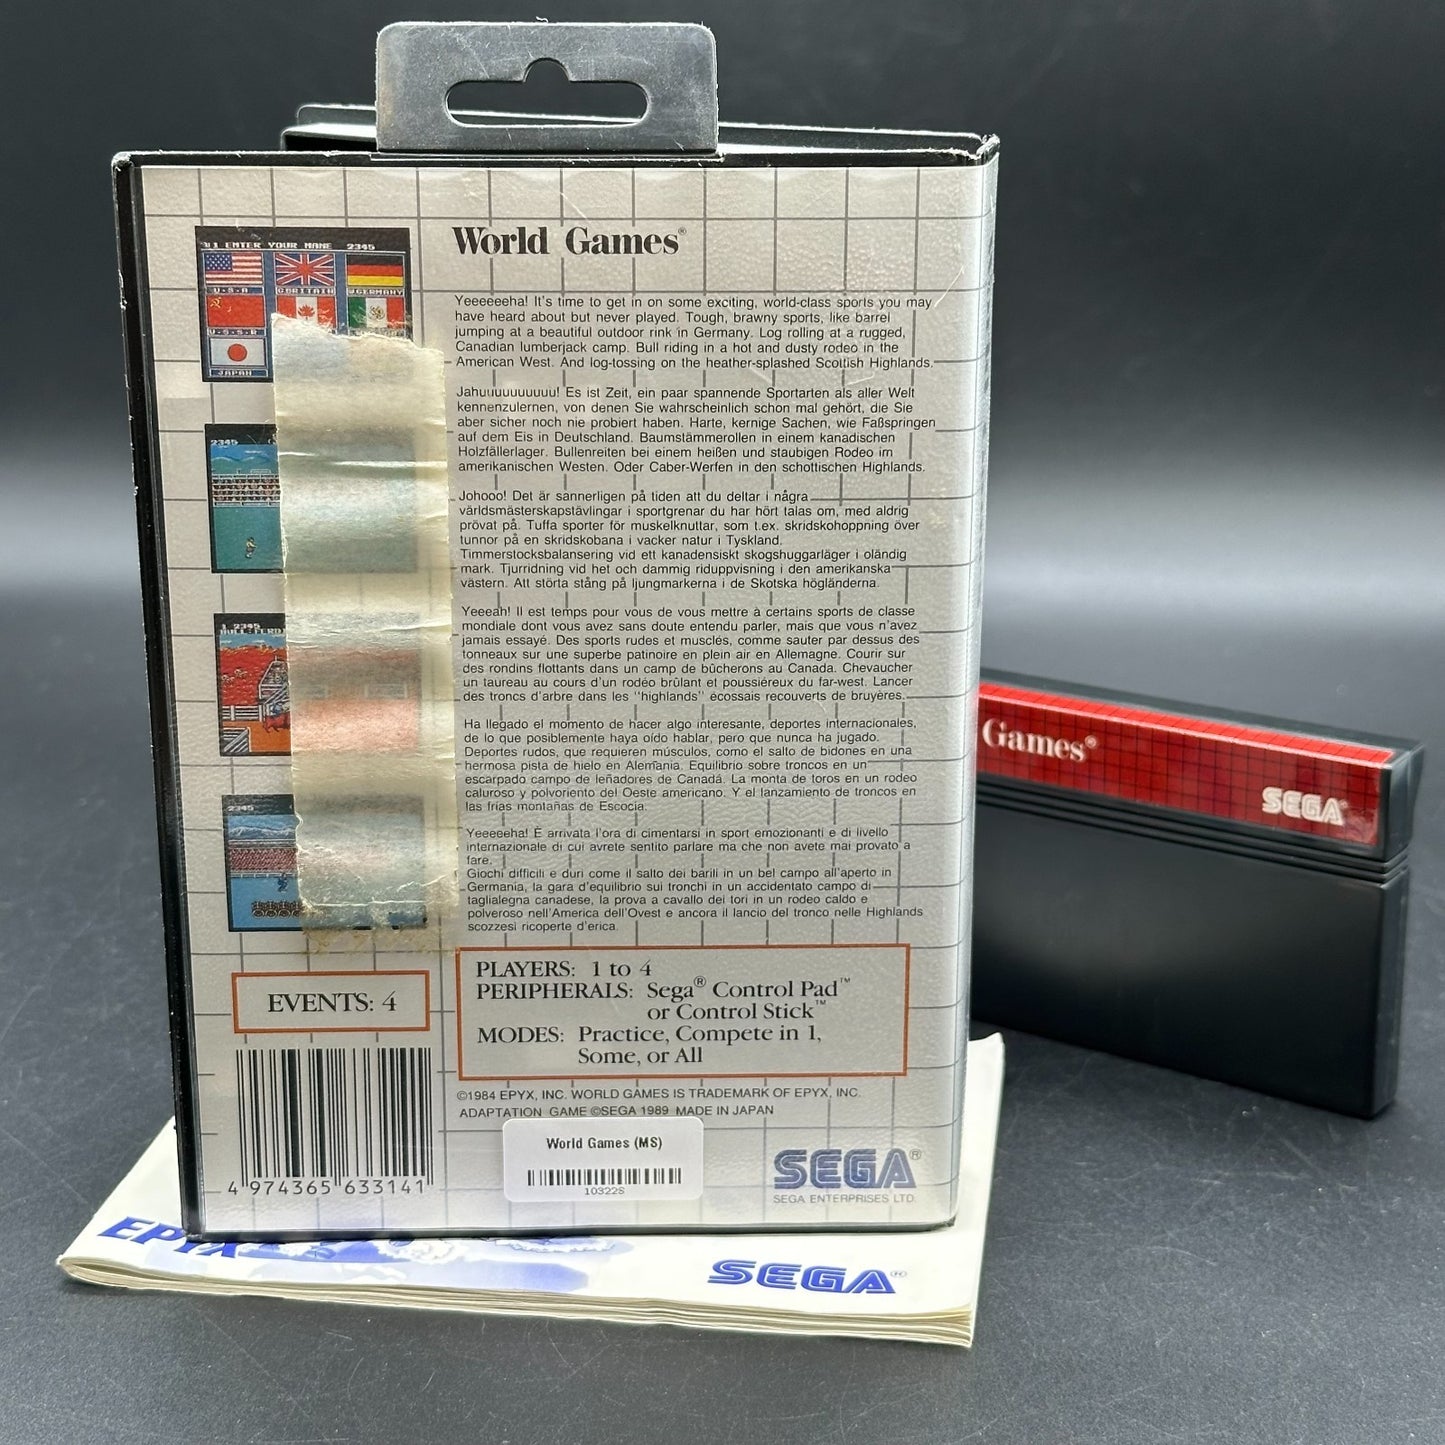 1 ENTER YOUR NAME 2345
U·S·A
G·BRITAIN
W·GERMANY
U·S·S·R
JAPAN
2345
1 2345
2345
World Games®
Yeeeeeeha! It's time to get in on some exciting, world-class sports you may
have heard about but never played. Tough, brawny sports, like barrel
jumping at a beautiful outdoor rink in Germany. Log rolling at a rugged,
Canadian lumberjack camp. Bull riding in a hot and dusty rodeo in the
American West. And log-tossing on the heather-splashed Scottish Highlands.
Jahuuuuuuuuuu! Es ist Zeit, ein paar spannende Sportarten als aller Welt
kennenzulernen, von denen Sie wahrscheinlich schon mal gehört, die Sie
aber sicher noch nie probiert haben. Harte, kernige Sachen, wie Faßspringen
auf dem Eis in Deutschland. Baumstämmerollen in einem kanadischen
Holzfällerlager. Bullenreiten bei einem heißen und staubigen Rodeo im
amerikanischen Westen. Oder Caber-Werfen in den schottischen Highlands.
Johooo! Det är sannerligen på tiden att du deltar i några
världsmästerskapstävlingar i sportgrenar du har hört talas om, med aldrig
prövat på. Tuffa sporter för muskelknuttar, som t.ex. skridskohoppning över
tunnor på en skridskobana i vacker natur i Tyskland.
Timmerstocksbalansering vid ett kanadensiskt skogshuggarläger i oländig
mark. Tjurridning vid het och dammig riduppvisning i den amerikanska
västern. Att störta stång på ljungmarkerna i de Skotska högländerna.
Yeeeah! Il est temps pour vous de vous mettre à certains sports de classe
mondiale dont vous avez sans doute entendu parler, mais que vous n'avez
jamais essayé. Des sports rudes et musclés, comme sauter par dessus des
tonneaux sur une superbe patinoire en plein air en Allemagne. Courir sur
des rondins flottants dans un camp de bûcherons au Canada. Chevaucher
un taureau au cours d'un rodéo brûlant et poussiéreux du far-west. Lancer
des troncs d'arbre dans les "highlands" écossais recouverts de bruyères.
Ha llegado el momento de hacer algo interesante, deportes internacionales,
de lo que posiblemente haya oído hablar, pero que nunca ha jugado.
Deportes rudos, que requieren músculos, como el salto de bidones en una
hermosa pista de hielo en Alemania. Equilibrio sobre troncos en un
escarpado campo de leñadores de Canadá. La monta de toros en un rodeo
caluroso y polvoriento del Oeste americano. Y el lanzamiento de troncos en
las frías montañas de Escocia.
Yeeeeeha! È arrivata l'ora di cimentarsi in sport emozionanti e di livello
internazionale di cui avrete sentito parlare ma che non avete mai provato a
fare.
Giochi difficili e duri come il salto dei barili in un bel campo all'aperto in
Germania, la gara d'equilibrio sui tronchi in un accidentato campo di
taglialegna canadese, la prova a cavallo dei tori in un rodeo caldo e
polveroso nell'America dell'Ovest e ancora il lancio del tronco nelle Highlands
scozzesi ricoperte d'erica.
EVENTS: 4
PLAYERS: 1 to 4
PERIPHERALS: Sega® Control Pad™
or Control Stick™
MODES: Practice, Compete in 1,
Some, or All
©1984 EPYX, INC. WORLD GAMES IS TRADEMARK OF EPYX, INC.
ADAPTATION GAME ©SEGA 1989 MADE IN JAPAN
4 974365 633141
World Games (MS)
10322S
SEGA®
SEGA ENTERPRISES LTD.
Games®
SEGA®
EPYX
SEGA®